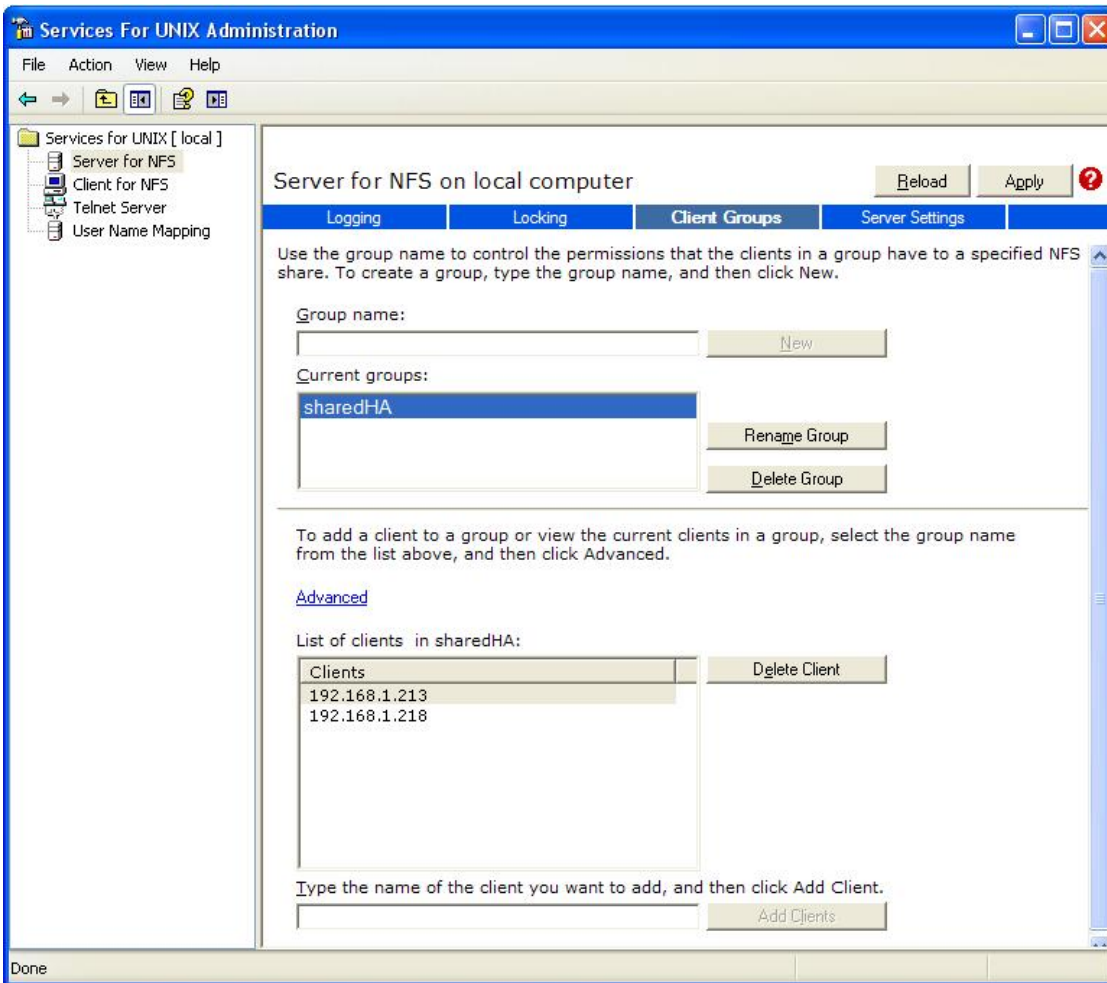 Services For UNIX Administration
File Action View Help
Services for UNIX [ local ]
Server for NFS
Client for NFS
Telnet Server
User Name Mapping
Server for NFS on local computer
Reload Apply ?
Logging Locking Client Groups Server Settings
Use the group name to control the permissions that the clients in a group have to a specified NFS
share. To create a group, type the group name, and then click New.
Group name:
New
Current groups:
sharedHA
Rename Group
Delete Group
To add a client to a group or view the current clients in a group, select the group name
from the list above, and then click Advanced.
Advanced
List of clients in sharedHA:
Clients
Delete Client
192.168.1.213
192.168.1.218
Type the name of the client you want to add, and then click Add Client.
Add Clients
Done